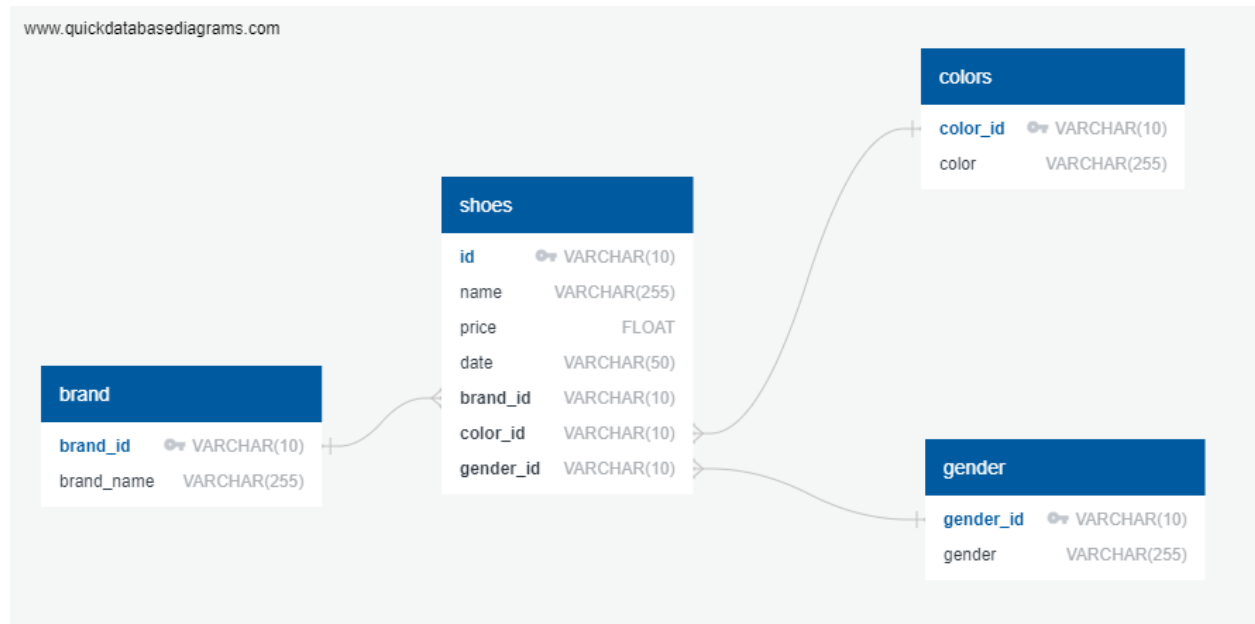 www.quickdatabasediagrams.com
colors
color_id VARCHAR(10)
color VARCHAR(255)
shoes
id VARCHAR(10)
name VARCHAR(255)
price FLOAT
date VARCHAR(50)
brand_id VARCHAR(10)
color_id VARCHAR(10)
gender_id VARCHAR(10)
brand
brand_id VARCHAR(10)
brand_name VARCHAR(255)
gender
gender_id VARCHAR(10)
gender VARCHAR(255)